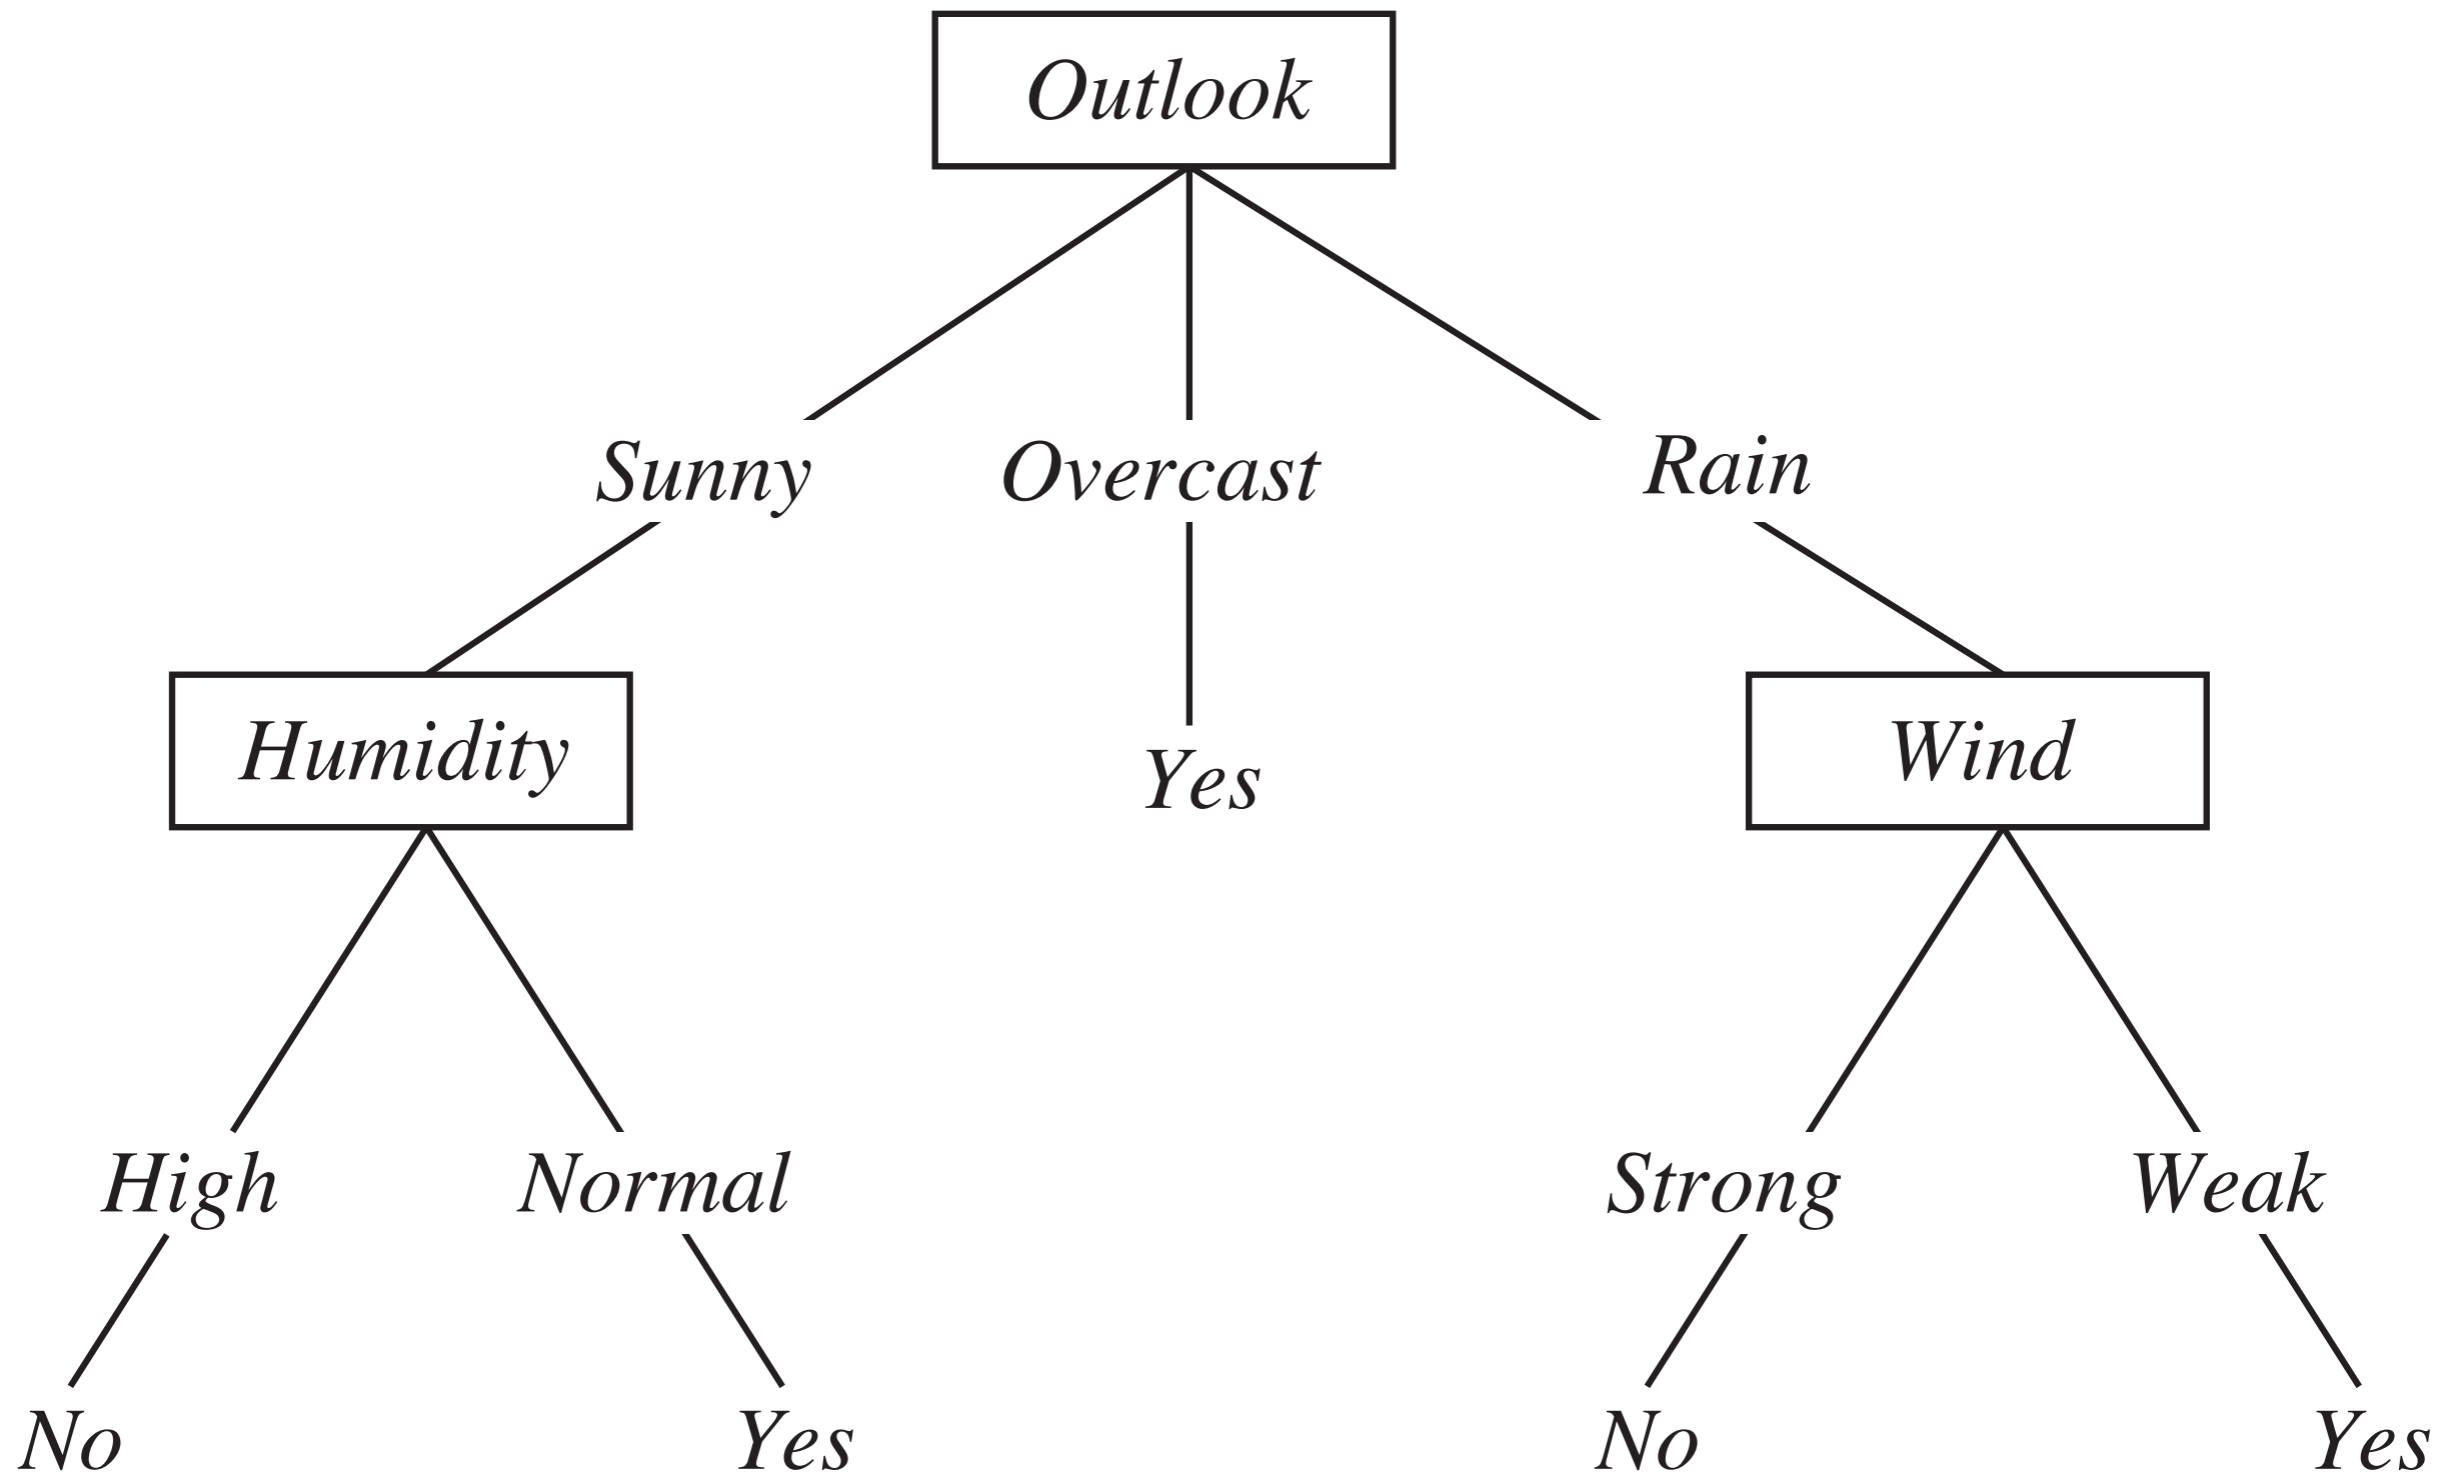 Outlook
Sunny Overcast Rain
Humidity Yes Wind
High Normal Strong Weak
No Yes No Yes